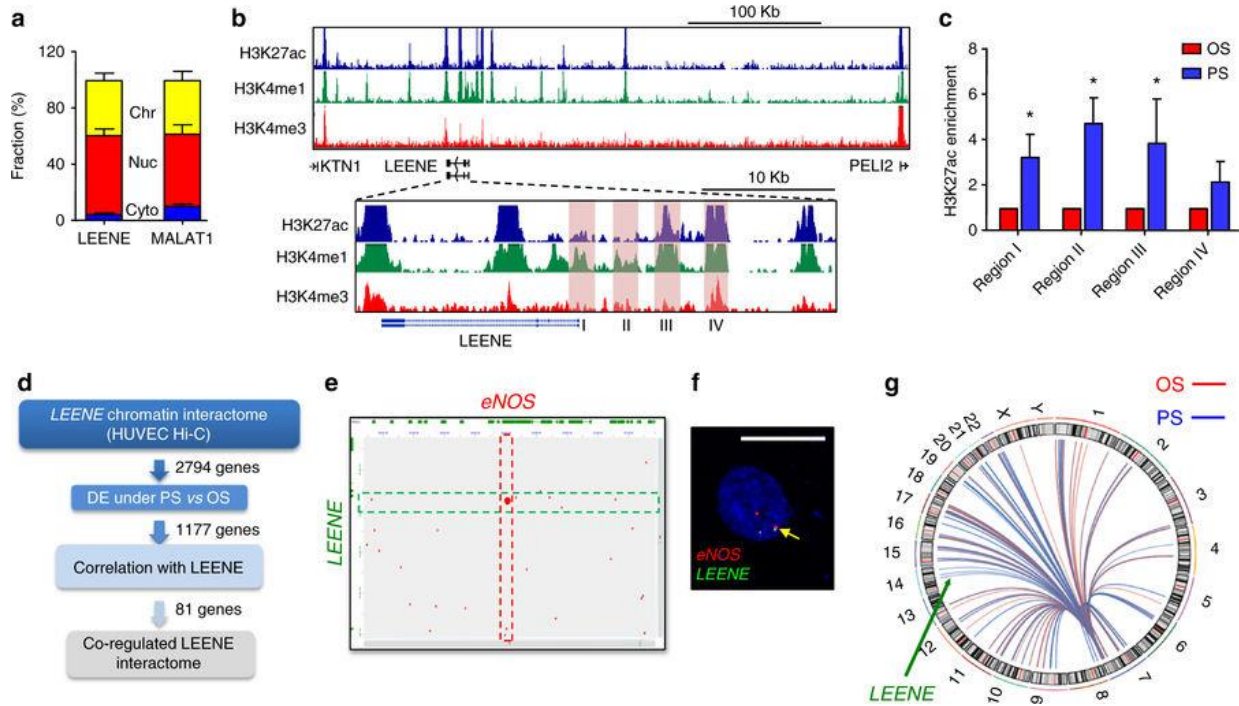 a
120
80
40
0
Fraction (%)
Chr
Nuc
Cyto
LEENE
MALAT1
b
100 Kb
H3K27ac
H3K4me1
H3K4me3
KTN1
LEENE
PELI2
10 Kb
H3K27ac
H3K4me1
H3K4me3
LEENE
I
II
III
IV
c
8
6
4
2
0
H3K27ac enrichment
OS
PS
*
*
*
Region I
Region II
Region III
Region IV
d
LEENE chromatin interactome
(HUVEC Hi-C)
2794 genes
DE under PS vs OS
1177 genes
Correlation with LEENE
81 genes
Co-regulated LEENE
interactome
e
eNOS
LEENE
f
eNOS
LEENE
g
OS
PS
1
2
3
4
5
6
7
8
9
10
11
12
13
14
15
16
17
18
19
20
21
22
X
Y
LEENE